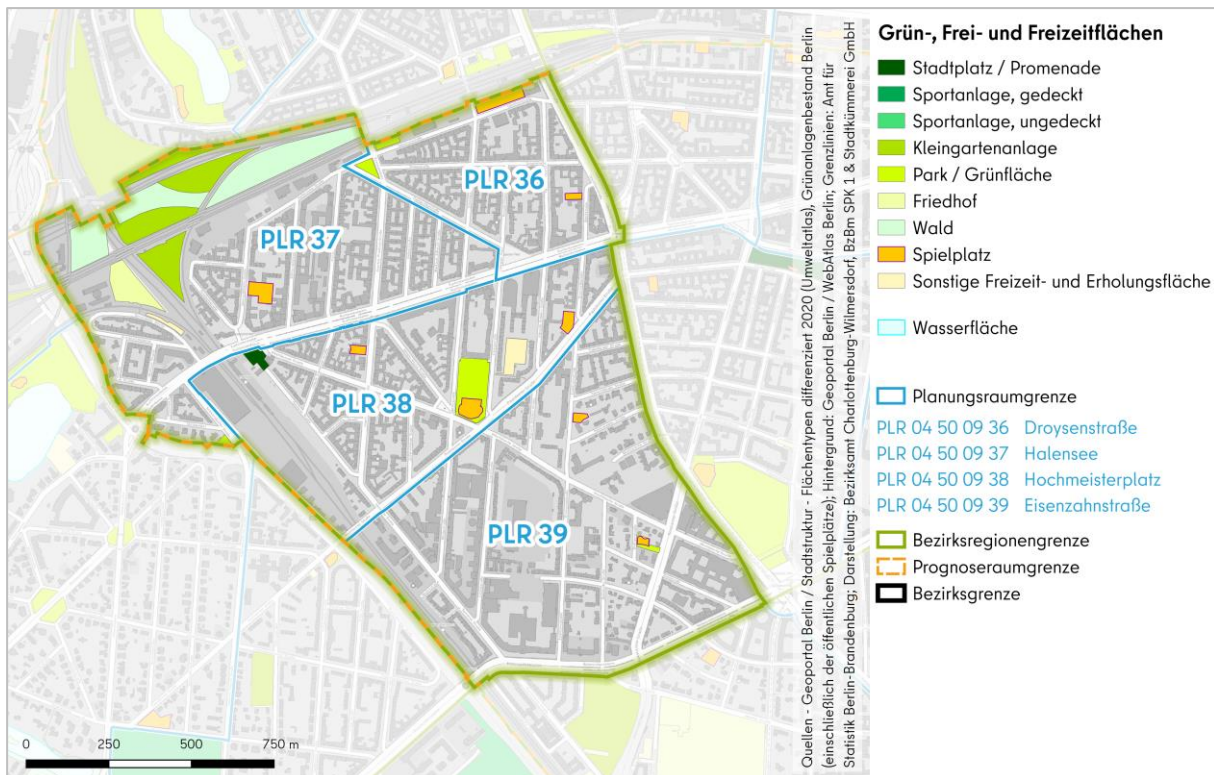 Grün-, Frei- und Freizeitflächen
Stadtplatz / Promenade
Sportanlage, gedeckt
Sportanlage, ungedeckt
Kleingartenanlage
Park / Grünfläche
Friedhof
Wald
Spielplatz
Sonstige Freizeit- und Erholungsfläche
Wasserfläche
Planungsraumgrenze
PLR 04 50 09 36 Droysenstraße
PLR 04 50 09 37 Halensee
PLR 04 50 09 38 Hochmeisterplatz
PLR 04 50 09 39 Eisenzahnstraße
Bezirksregionengrenze
Prognoseraumgrenze
Bezirksgrenze
PLR 36
PLR 37
PLR 38
PLR 39
0 250 500 750 m
Quellen - Geoportal Berlin / Stadtstruktur - Flächentypen differenziert 2020 (Umweltatlas), Grünanlagenbestand Berlin
(einschließlich der öffentlichen Spielplätze); Hintergrund: Geoportal Berlin / WebAtlas Berlin; Grenzlinien: Amt für
Statistik Berlin-Brandenburg; Darstellung: Bezirksamt Charlottenburg-Wilmersdorf, BzBm SPK 1 & Stadtkümmerei GmbH